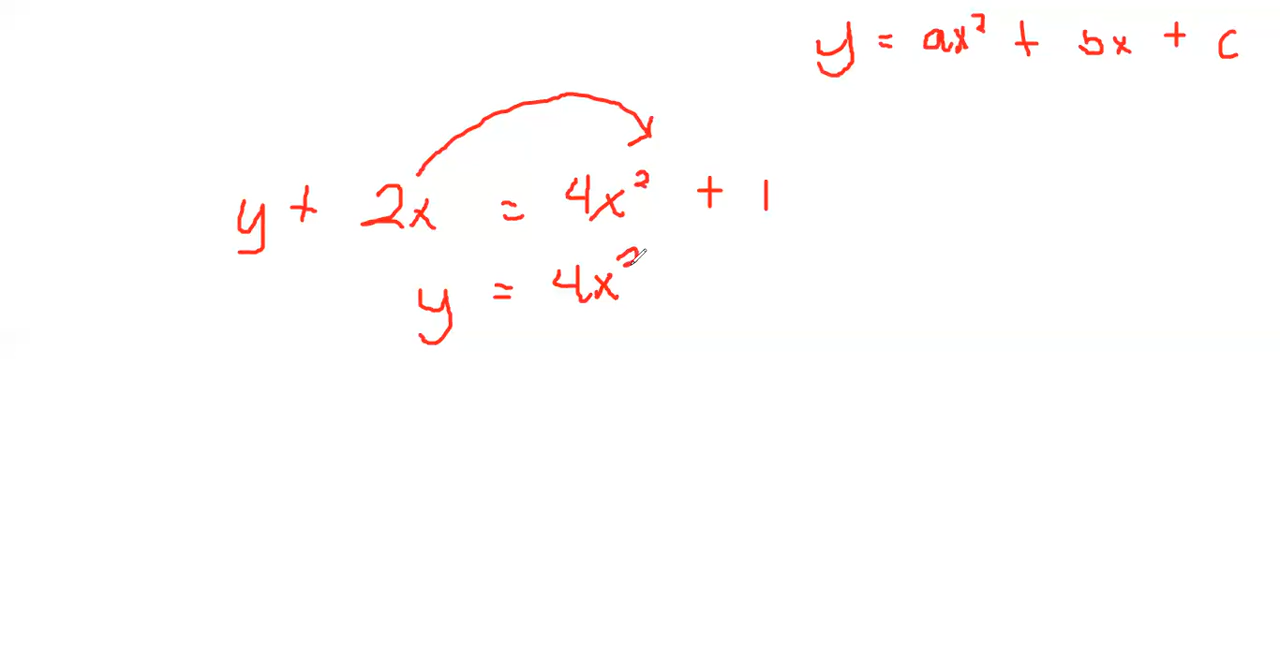 y = ax² + bx + c
y + 2x = 4x² + 1
y = 4x²